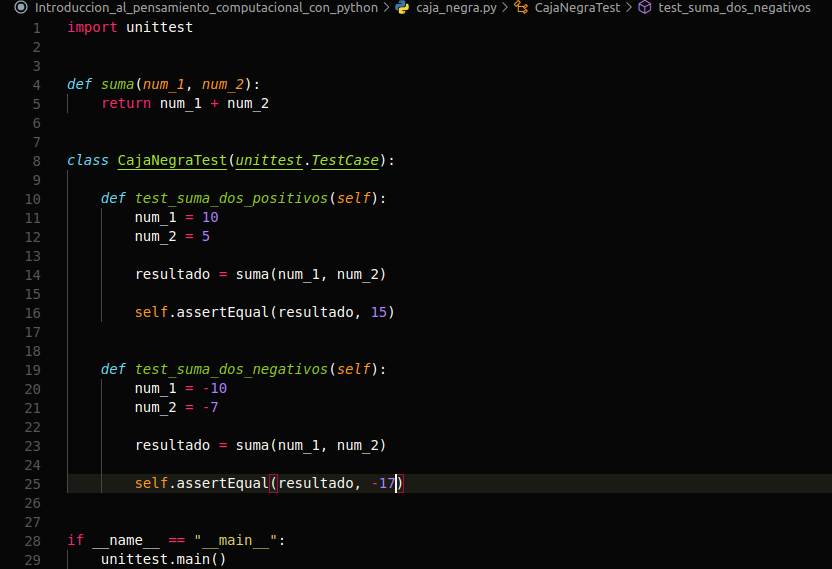 Introduccion_al_pensamiento_computacional_con_python > caja_negra.py > CajaNegraTest > test_suma_dos_negativos
1 import unittest
2
3
4 def suma(num_1, num_2):
5     return num_1 + num_2
6
7
8 class CajaNegraTest(unittest.TestCase):
9
10     def test_suma_dos_positivos(self):
11         num_1 = 10
12         num_2 = 5
13
14         resultado = suma(num_1, num_2)
15
16         self.assertEqual(resultado, 15)
17
18
19     def test_suma_dos_negativos(self):
20         num_1 = -10
21         num_2 = -7
22
23         resultado = suma(num_1, num_2)
24
25         self.assertEqual(resultado, -17)
26
27
28 if __name__ == "__main__":
29     unittest.main()